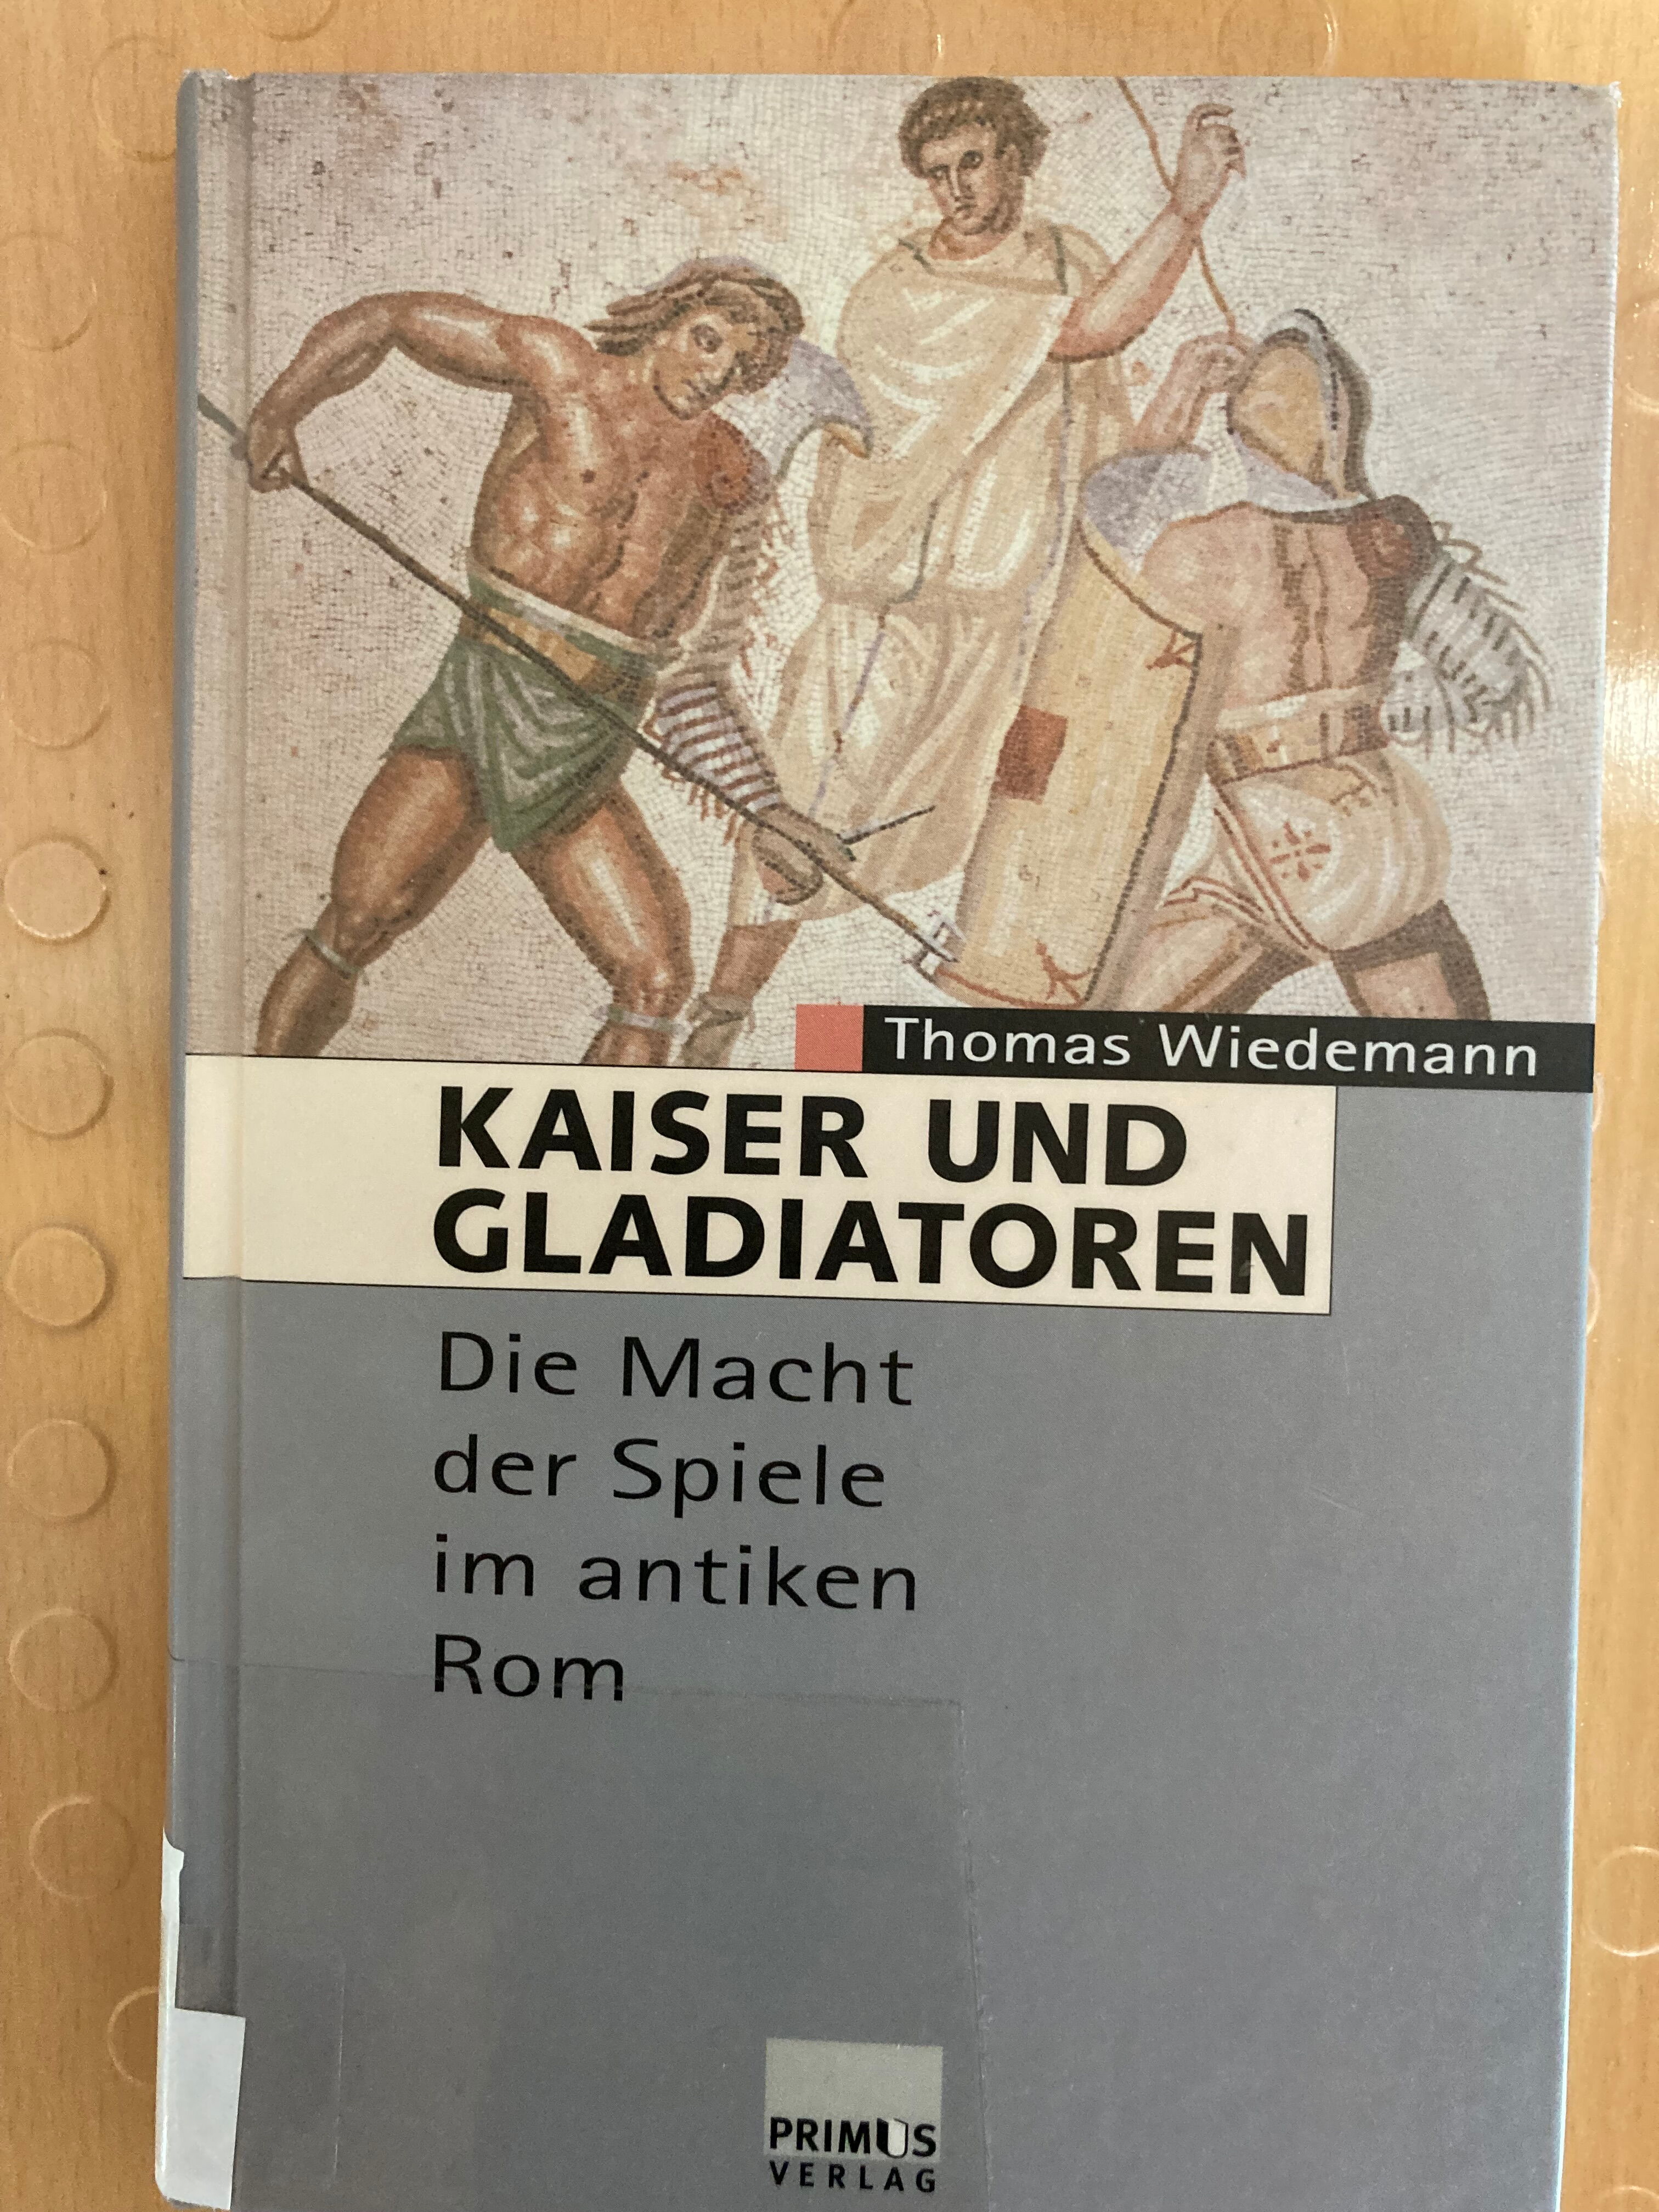 Thomas Wiedemann
KAISER UND
GLADIATOREN
Die Macht
der Spiele
im antiken
Rom
PRIMUS
VERLAG